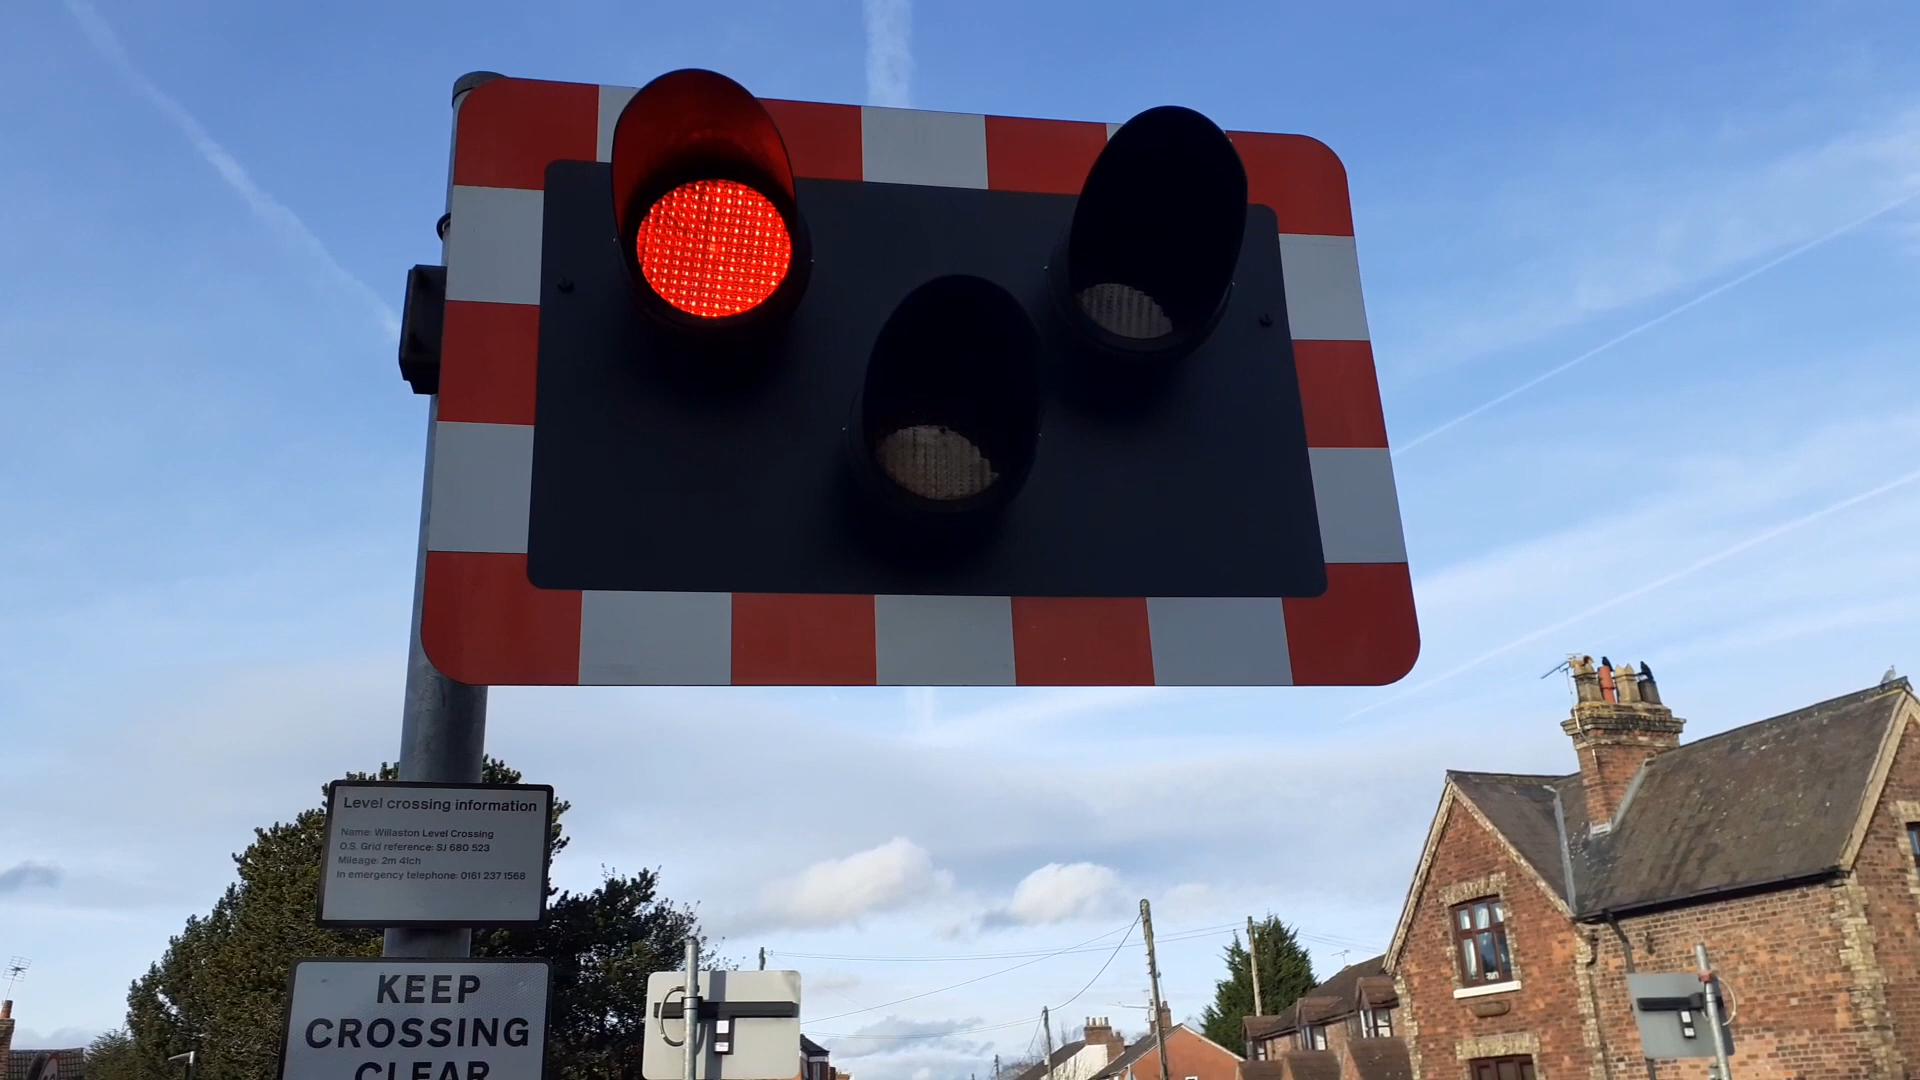 Level crossing information
Name: Willaston Level Crossing
O.S. Grid reference: SJ 680 523
Mileage: 2m 41ch
In emergency telephone: 0161 237 1568
KEEP
CROSSING
CLEAR